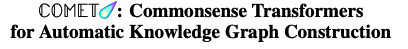 COMET☄: Commonsense Transformers
for Automatic Knowledge Graph Construction